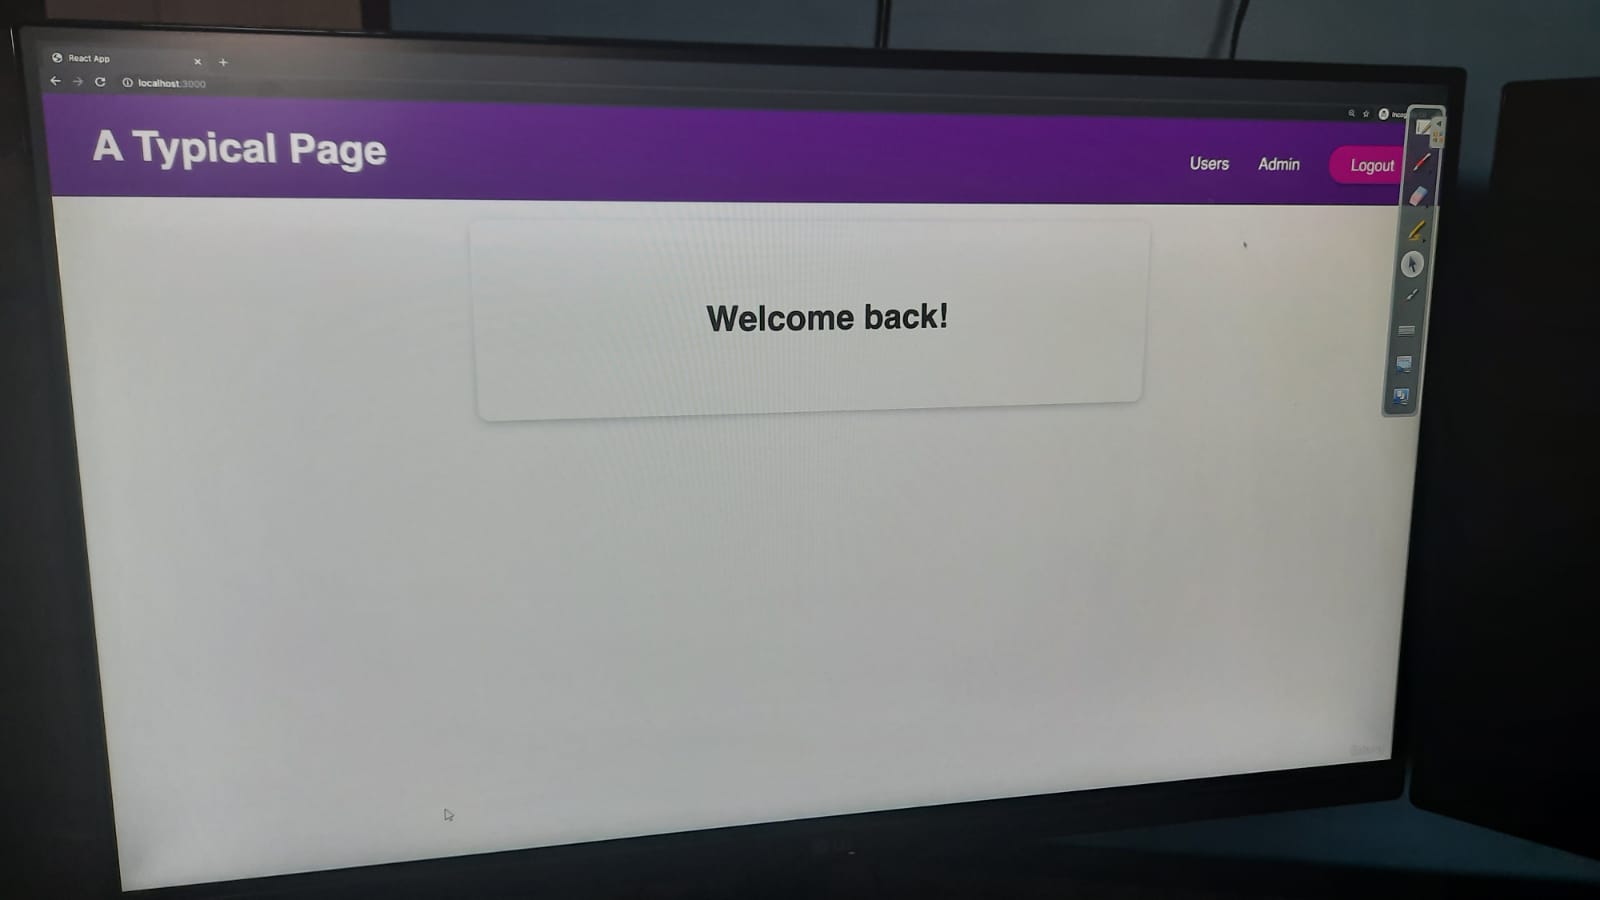 React App
localhost:3000
A Typical Page
Users
Admin
Logout
Welcome back!